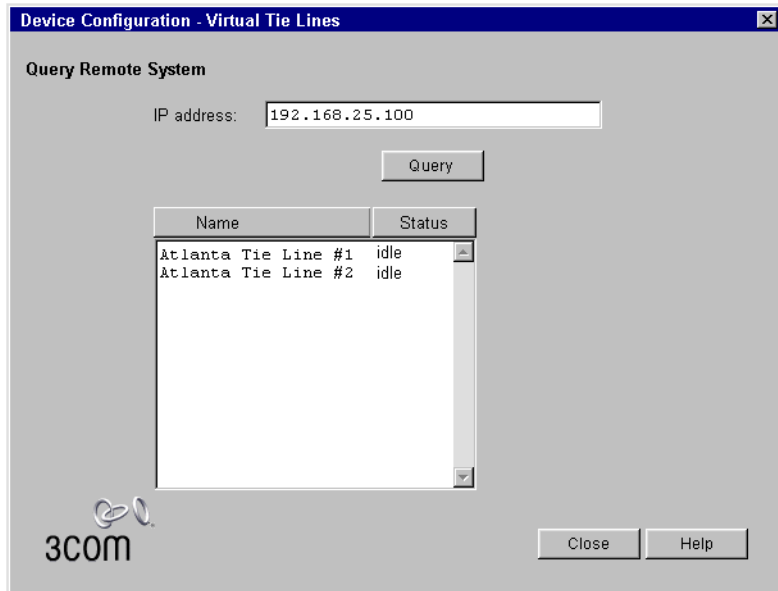 Device Configuration - Virtual Tie Lines
Query Remote System
IP address: 192.168.25.100
Query
Name Status
Atlanta Tie Line #1 idle
Atlanta Tie Line #2 idle
3COM
Close Help